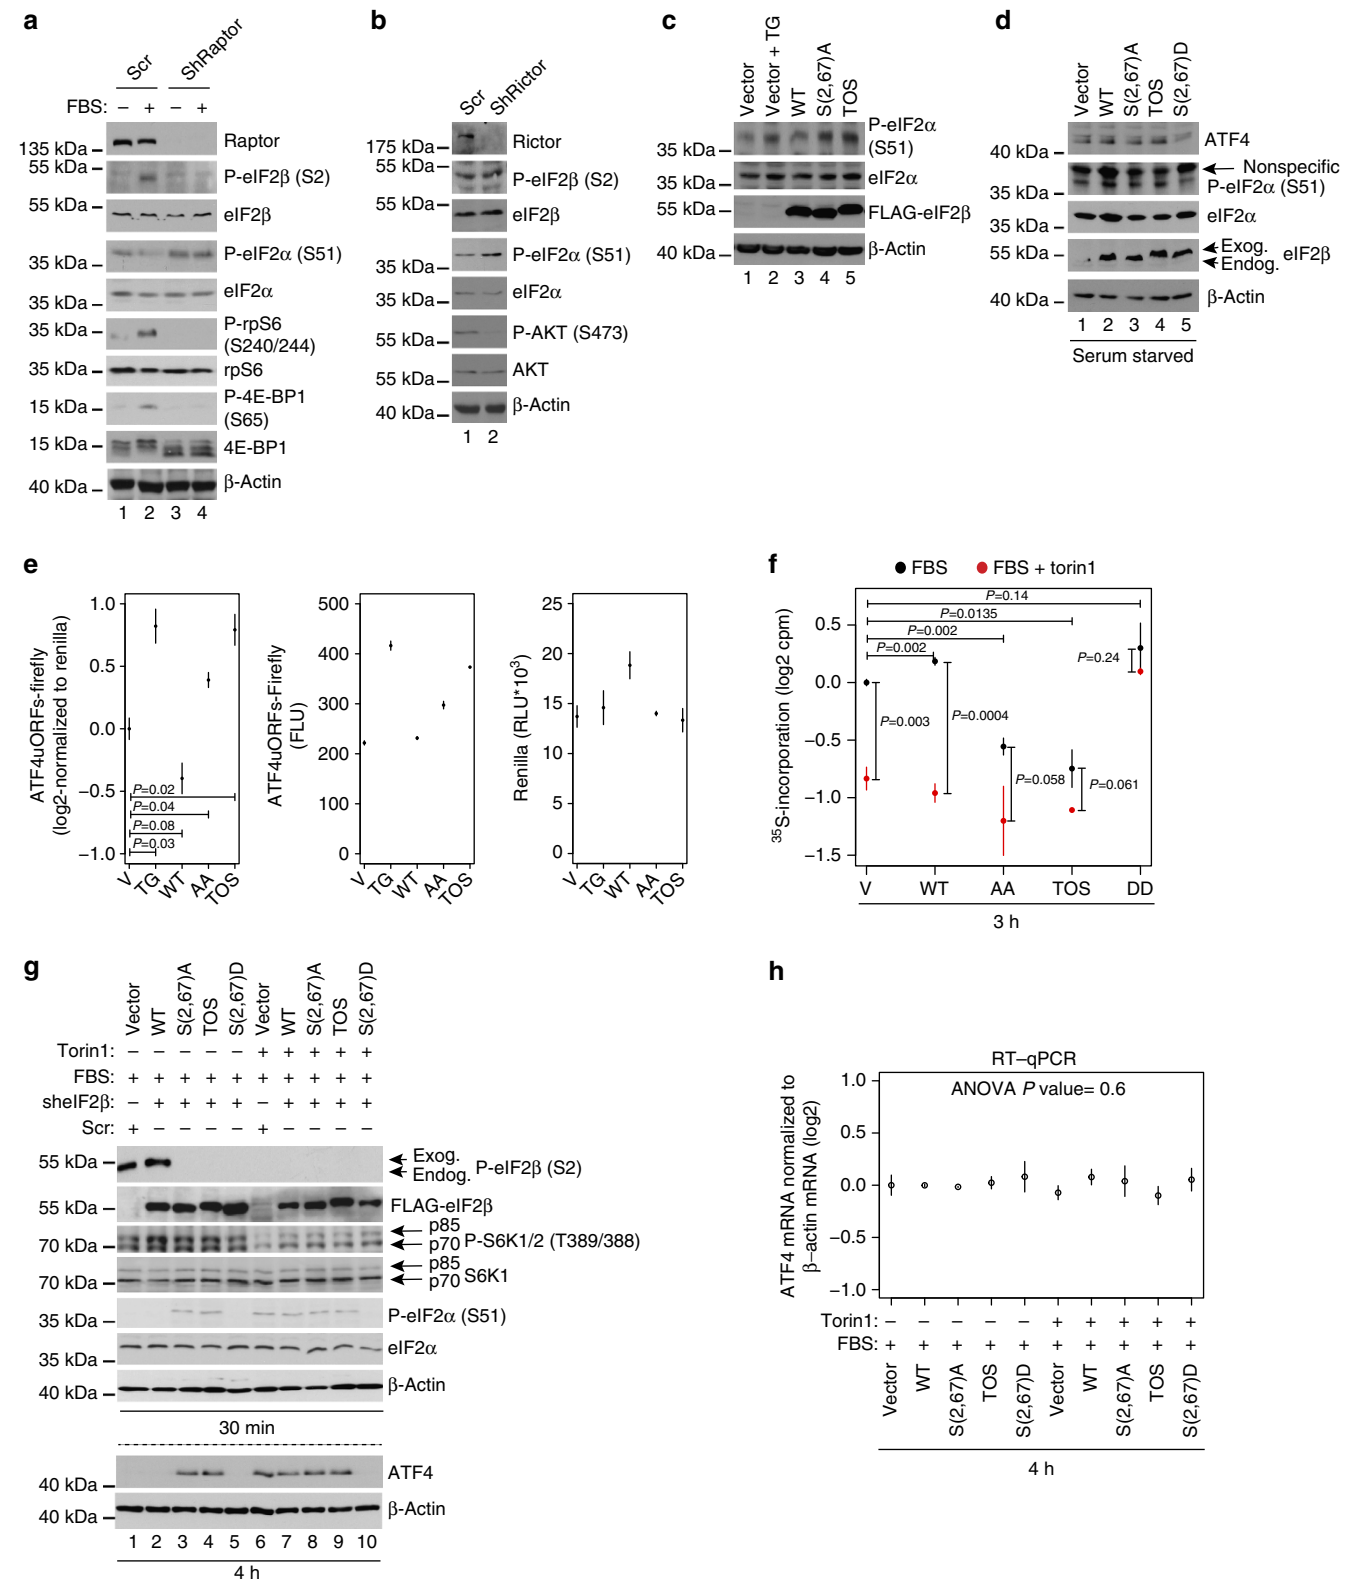 a
Scr
ShRaptor
FBS: − + − +
135 kDa
Raptor
55 kDa
P-eIF2β (S2)
55 kDa
eIF2β
35 kDa
P-eIF2α (S51)
35 kDa
eIF2α
35 kDa
P-rpS6
(S240/244)
35 kDa
rpS6
15 kDa
P-4E-BP1
(S65)
15 kDa
4E-BP1
40 kDa
β-Actin
1 2 3 4
b
Scr
ShRictor
175 kDa
Rictor
55 kDa
P-eIF2β (S2)
55 kDa
eIF2β
35 kDa
P-eIF2α (S51)
35 kDa
eIF2α
55 kDa
P-AKT (S473)
55 kDa
AKT
40 kDa
β-Actin
1 2
c
Vector
Vector + TG
WT
S(2,67)A
TOS
35 kDa
P-eIF2α
(S51)
35 kDa
eIF2α
55 kDa
FLAG-eIF2β
40 kDa
β-Actin
1 2 3 4 5
d
Vector
WT
S(2,67)A
TOS
S(2,67)D
40 kDa
ATF4
35 kDa
Nonspecific
P-eIF2α (S51)
35 kDa
eIF2α
55 kDa
Exog.
Endog.
eIF2β
40 kDa
β-Actin
1 2 3 4 5
Serum starved
e
ATF4uORFs-firefly
(log2-normalized to renilla)
1.0
0.5
0.0
−0.5
−1.0
P=0.02
P=0.04
P=0.08
P=0.03
V TG WT AA TOS
ATF4uORFs-Firefly
(FLU)
500
400
300
200
100
0
V TG WT AA TOS
Renilla (RLU*10³)
25
20
15
10
5
0
V TG WT AA TOS
f
FBS FBS + torin1
³⁵S-incorporation (log2 cpm)
0.5
0.0
−0.5
−1.0
−1.5
P=0.14
P=0.0135
P=0.002
P=0.002
P=0.24
P=0.003
P=0.0004
P=0.058
P=0.061
V WT AA TOS DD
3 h
g
Vector
WT
S(2,67)A
TOS
S(2,67)D
Vector
WT
S(2,67)A
TOS
S(2,67)D
Torin1: − − − − − + + + + +
FBS: + + + + + + + + + +
sheIF2β: − + + + + − + + + +
Scr: + − − − − + − − − −
55 kDa
Exog.
Endog.
P-eIF2β (S2)
55 kDa
FLAG-eIF2β
70 kDa
p85
p70
P-S6K1/2 (T389/388)
70 kDa
p85
p70
S6K1
35 kDa
P-eIF2α (S51)
35 kDa
eIF2α
40 kDa
β-Actin
30 min
40 kDa
ATF4
40 kDa
β-Actin
1 2 3 4 5 6 7 8 9 10
4 h
h
RT−qPCR
ANOVA P value= 0.6
ATF4 mRNA normalized to
β−actin mRNA (log2)
1.0
0.5
0.0
−0.5
−1.0
Torin1: − − − − − + + + + +
FBS: + + + + + + + + + +
Vector
WT
S(2,67)A
TOS
S(2,67)D
Vector
WT
S(2,67)A
TOS
S(2,67)D
4 h